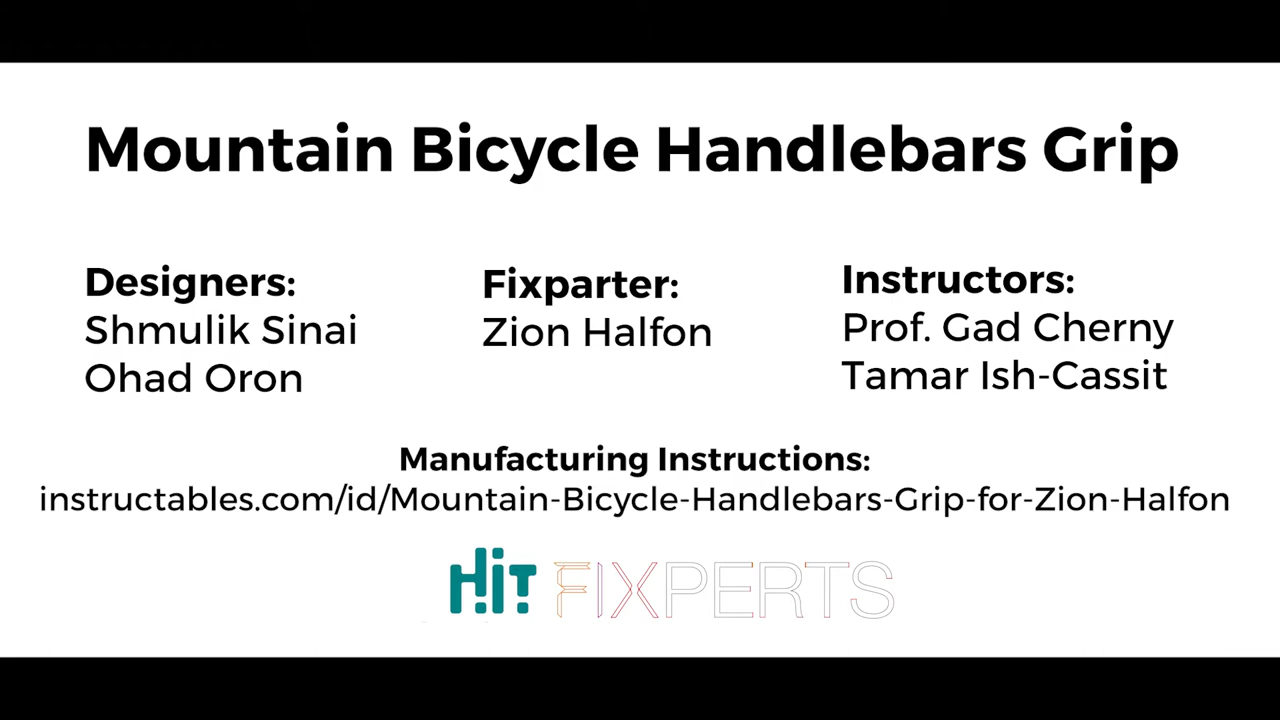 Mountain Bicycle Handlebars Grip
Designers:
Shmulik Sinai
Ohad Oron
Fixparter:
Zion Halfon
Instructors:
Prof. Gad Cherny
Tamar Ish-Cassit
Manufacturing Instructions:
instructables.com/id/Mountain-Bicycle-Handlebars-Grip-for-Zion-Halfon
HiT FIXPERTS